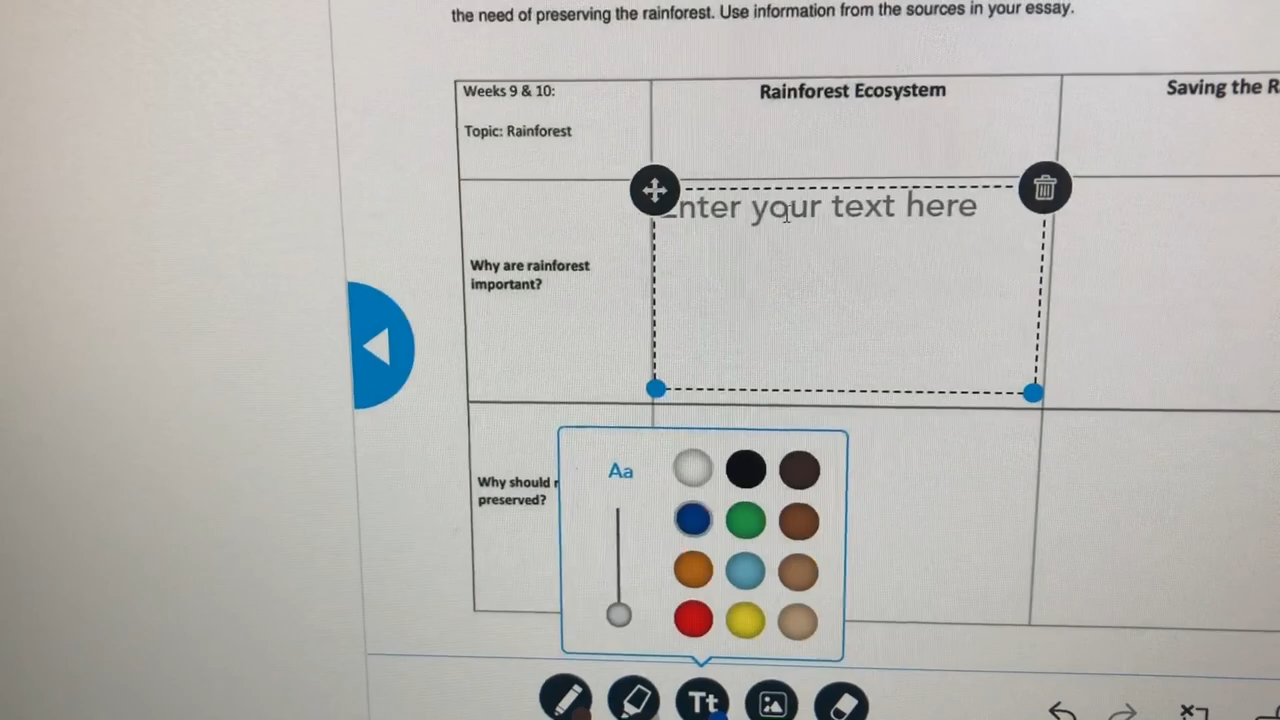 the need of preserving the rainforest. Use information from the sources in your essay.
Weeks 9 & 10:
Topic: Rainforest
Rainforest Ecosystem
Saving the R
Enter your text here
Why are rainforest
important?
Why should r
preserved?
Aa
Tt